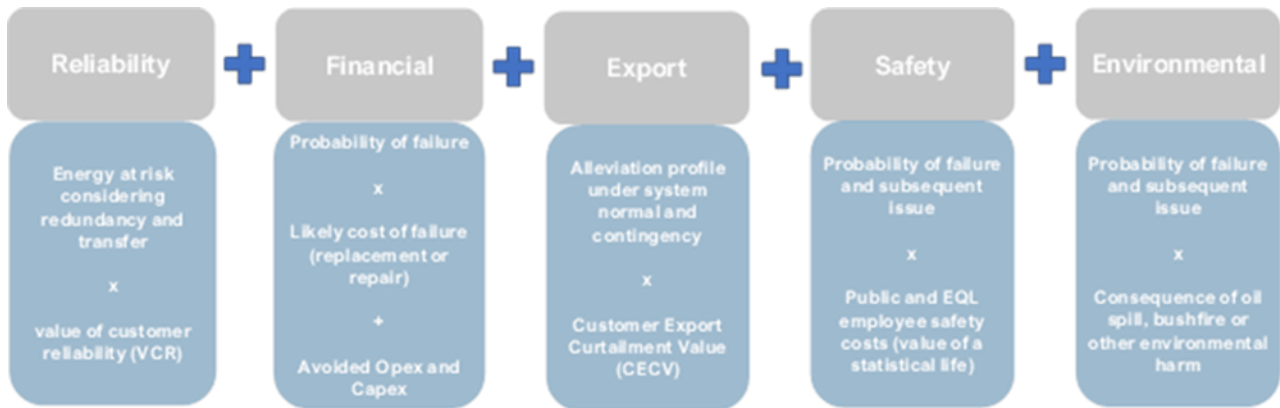 Reliability
Energy at risk
considering
redundancy and
transfer
x
value of customer
reliability (VCR)
Financial
Probability of failure
x
Likely cost of failure
(replacement or
repair)
+
Avoided Opex and
Capex
Export
Alleviation profile
under system
normal and
contingency
x
Customer Export
Curtailment Value
(CECV)
Safety
Probability of failure
and subsequent
issue
x
Public and EQL
employee safety
costs (value of a
statistical life)
Environmental
Probability of failure
and subsequent
issue
x
Consequence of oil
spill, bushfire or
other environmental
harm